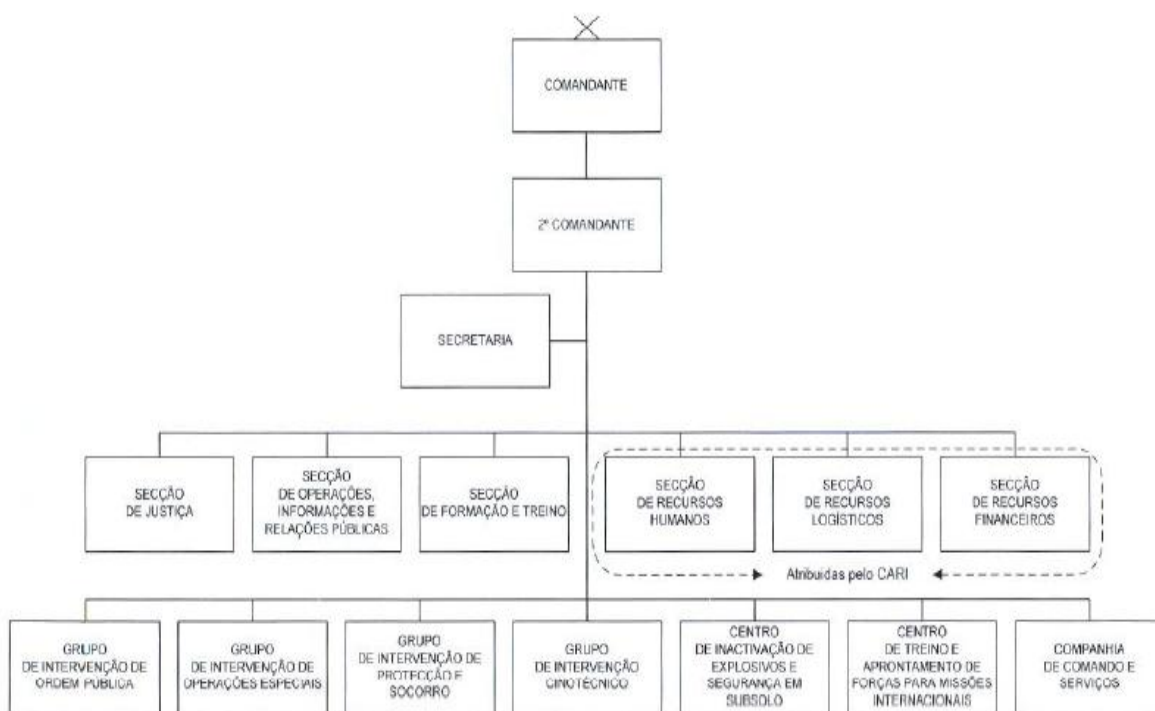 COMANDANTE
2º COMANDANTE
SECRETARIA
SECÇÃO
DE JUSTIÇA
SECÇÃO
DE OPERAÇÕES,
INFORMAÇÕES E
RELAÇÕES PÚBLICAS
SECÇÃO
DE FORMAÇÃO E TREINO
SECÇÃO
DE RECURSOS
HUMANOS
SECÇÃO
DE RECURSOS
LOGÍSTICOS
SECÇÃO
DE RECURSOS
FINANCEIROS
Atribuídas pelo CARI
GRUPO
DE INTERVENÇÃO DE
ORDEM PÚBLICA
GRUPO
DE INTERVENÇÃO DE
OPERAÇÕES ESPECIAIS
GRUPO
DE INTERVENÇÃO DE
PROTECÇÃO E
SOCORRO
GRUPO
DE INTERVENÇÃO
CINOTÉCNICO
CENTRO
DE INACTIVAÇÃO DE
EXPLOSIVOS E
SEGURANÇA EM
SUBSOLO
CENTRO
DE TREINO E
APRONTAMENTO DE
FORÇAS PARA MISSÕES
INTERNACIONAIS
COMPANHIA
DE COMANDO E
SERVIÇOS